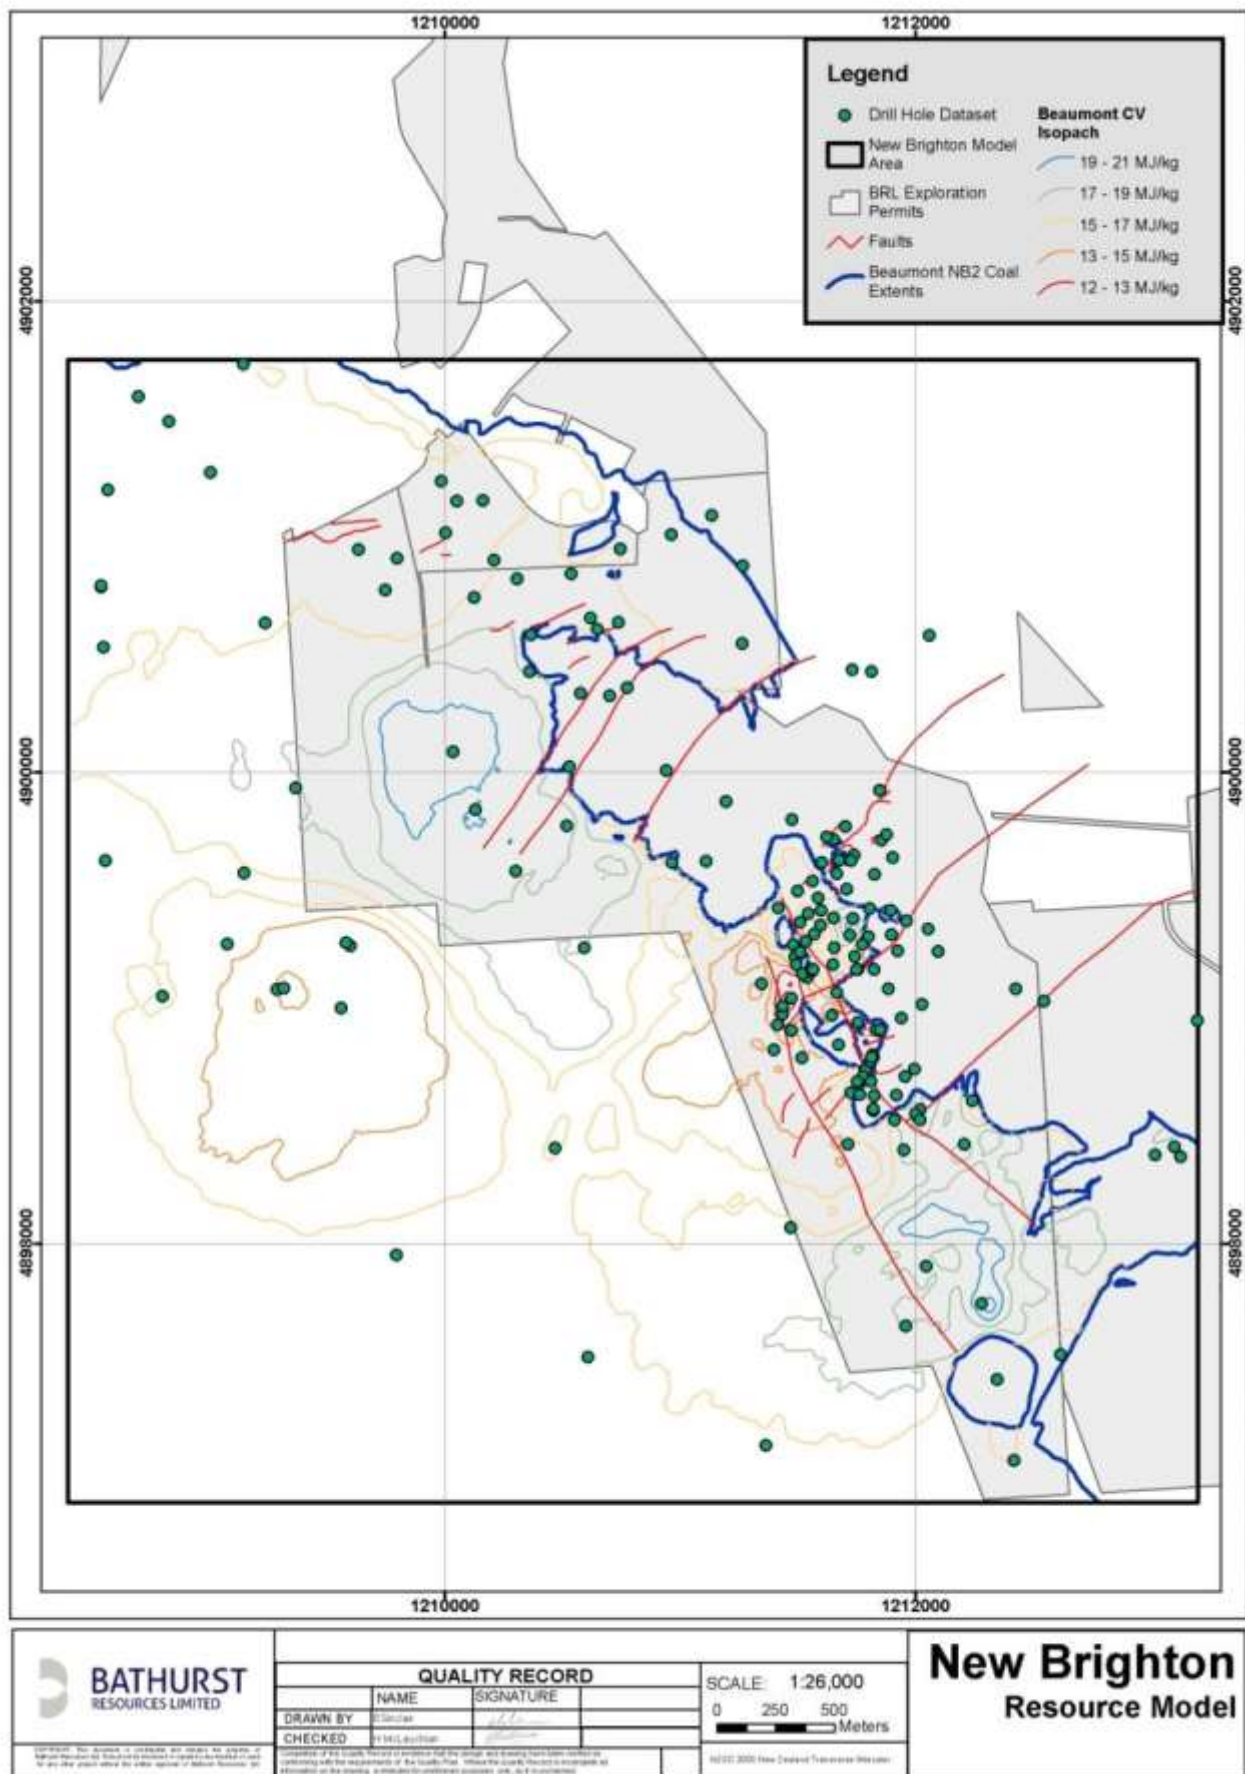 1210000
1212000
Legend
Drill Hole Dataset
New Brighton Model
Area
BRL Exploration
Permits
Faults
Beaumont NB2 Coal
Extents
Beaumont CV
Isopach
19 - 21 MJ/kg
17 - 19 MJ/kg
15 - 17 MJ/kg
13 - 15 MJ/kg
12 - 13 MJ/kg
4902000
4902000
4900000
4900000
4898000
4898000
1210000
1212000
BATHURST
RESOURCES LIMITED
QUALITY RECORD
NAME
SIGNATURE
DRAWN BY
CHECKED
SCALE: 1:26,000
0 250 500
Meters
New Brighton
Resource Model